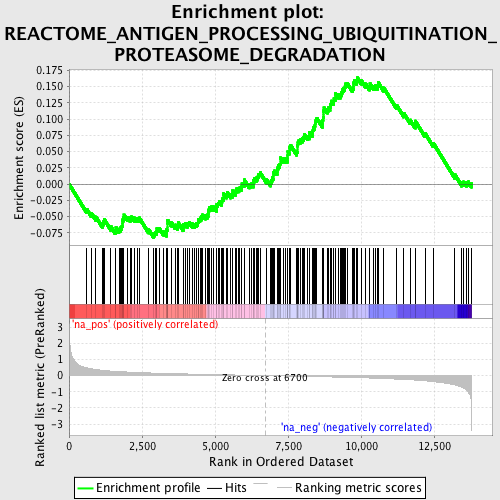 Enrichment plot:
REACTOME_ANTIGEN_PROCESSING_UBIQUITINATION_
PROTEASOME_DEGRADATION
Enrichment score (ES)
0.175
0.150
0.125
0.100
0.075
0.050
0.025
0.000
-0.025
-0.050
-0.075
'na_pos' (positively correlated)
Ranked list metric (PreRanked)
3
2
1
0
-1
-2
-3
Zero cross at 6700
'na_neg' (negatively correlated)
0
2,500
5,000
7,500
10,000
12,500
Rank in Ordered Dataset
Enrichment profile
Hits
Ranking metric scores